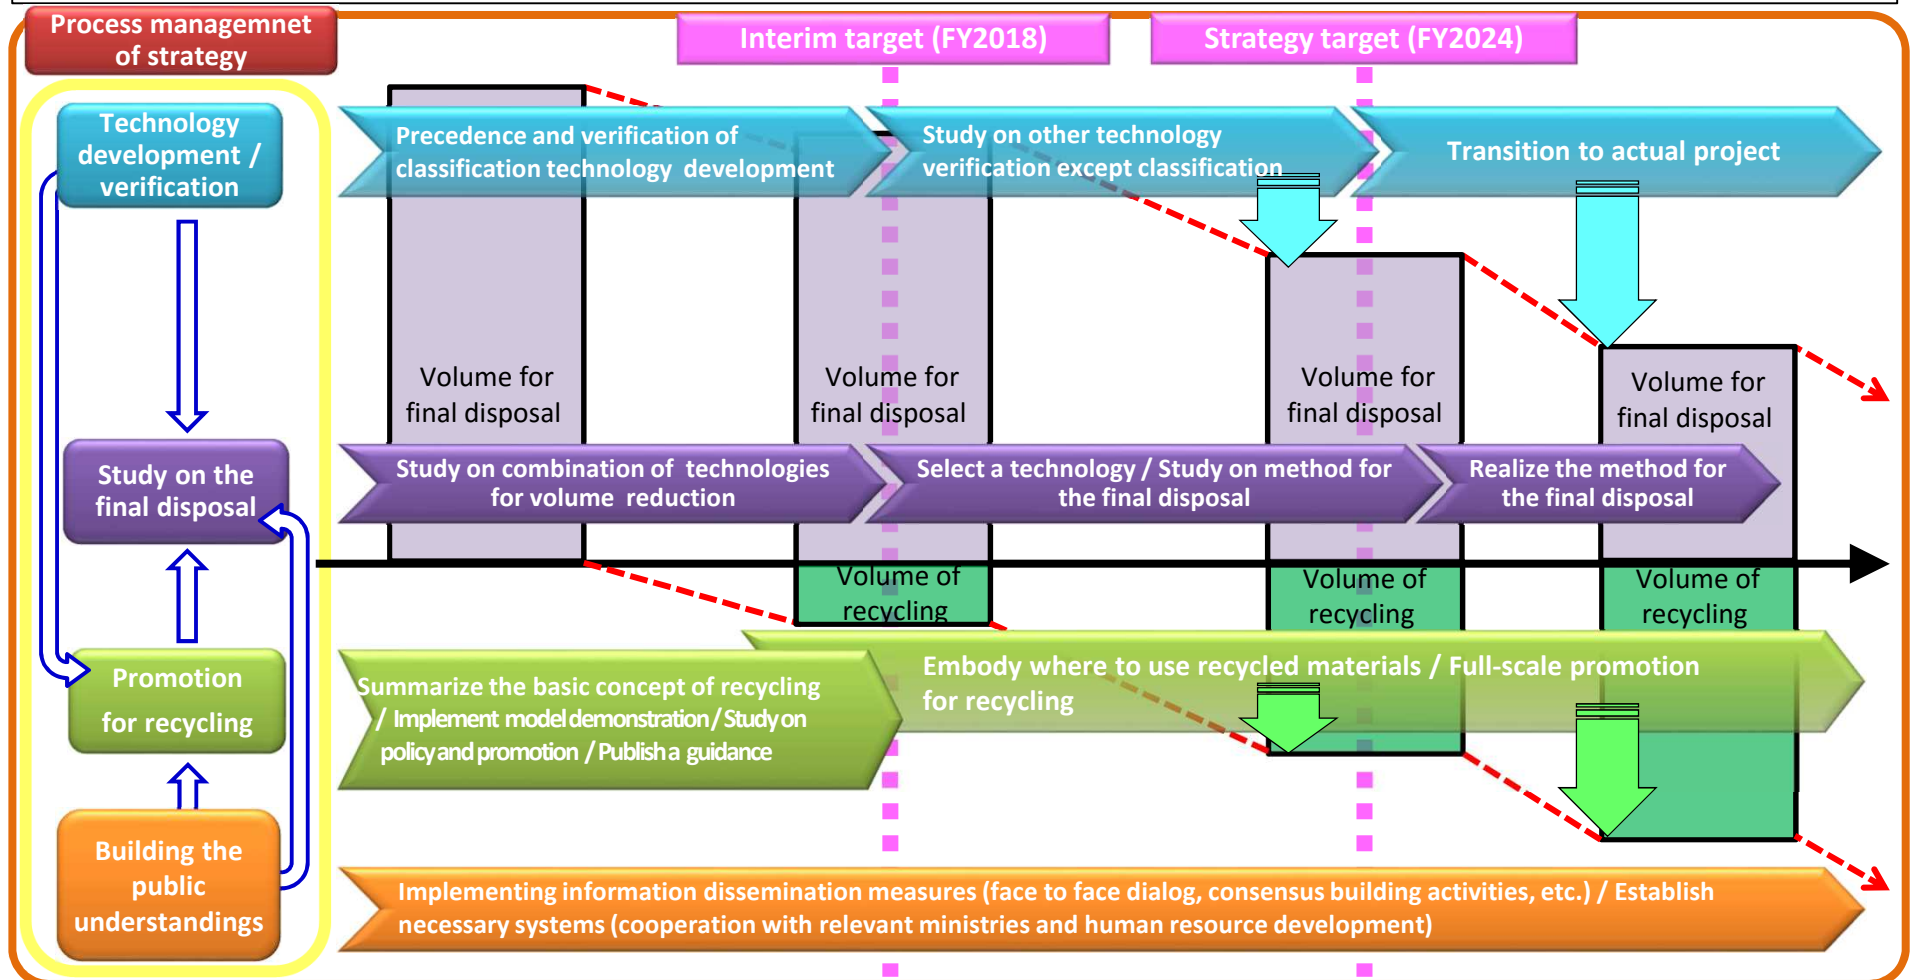 Process managemnet
of strategy
Interim target (FY2018)
Strategy target (FY2024)
Technology
development /
verification
Precedence and verification of
classification technology development
Study on other technology
verification except classification
Transition to actual project
Volume for
final disposal
Volume for
final disposal
Volume for
final disposal
Volume for
final disposal
Study on the
final disposal
Study on combination of technologies
for volume reduction
Select a technology / Study on method for
the final disposal
Realize the method for
the final disposal
Volume of
recycling
Volume of
recycling
Volume of
recycling
Promotion
for recycling
Summarize the basic concept of recycling
/ Implement model demonstration / Study on
policy and promotion / Publish a guidance
Embody where to use recycled materials / Full-scale promotion
for recycling
Building the
public
understandings
Implementing information dissemination measures (face to face dialog, consensus building activities, etc.) / Establish
necessary systems (cooperation with relevant ministries and human resource development)